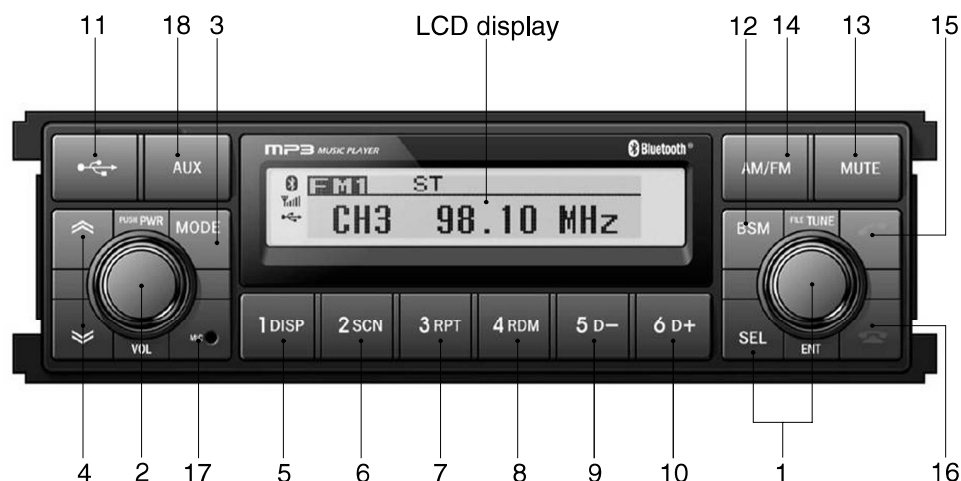 11 18 3 LCD display 12 14 13 15
MP3 MUSIC PLAYER Bluetooth®
AUX AM/FM MUTE
FM1 ST
PUSH PWR MODE BSM FILE TUNE
CH3 98.10 MHz
1 DISP 2 SCN 3 RPT 4 RDM 5 D− 6 D+
VOL MIC SEL ENT
4 2 17 5 6 7 8 9 10 1 16